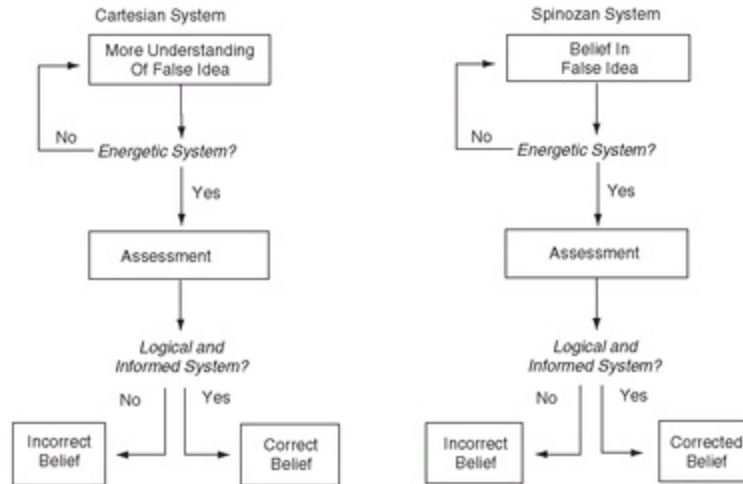 Cartesian System
More Understanding
Of False Idea
No
Energetic System?
Yes
Assessment
Logical and
Informed System?
No
Yes
Incorrect
Belief
Correct
Belief
Spinozan System
Belief In
False Idea
No
Energetic System?
Yes
Assessment
Logical and
Informed System?
No
Yes
Incorrect
Belief
Corrected
Belief